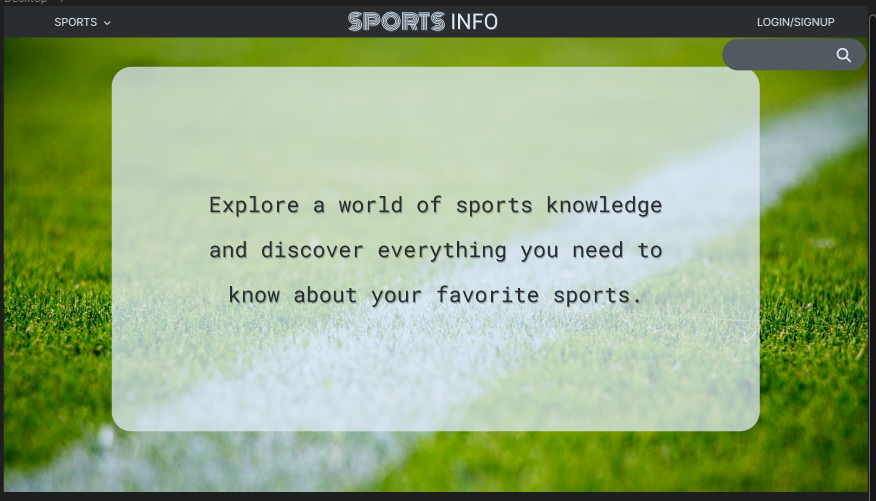 SPORTS
SPORTS INFO
LOGIN/SIGNUP
Explore a world of sports knowledge
and discover everything you need to
know about your favorite sports.